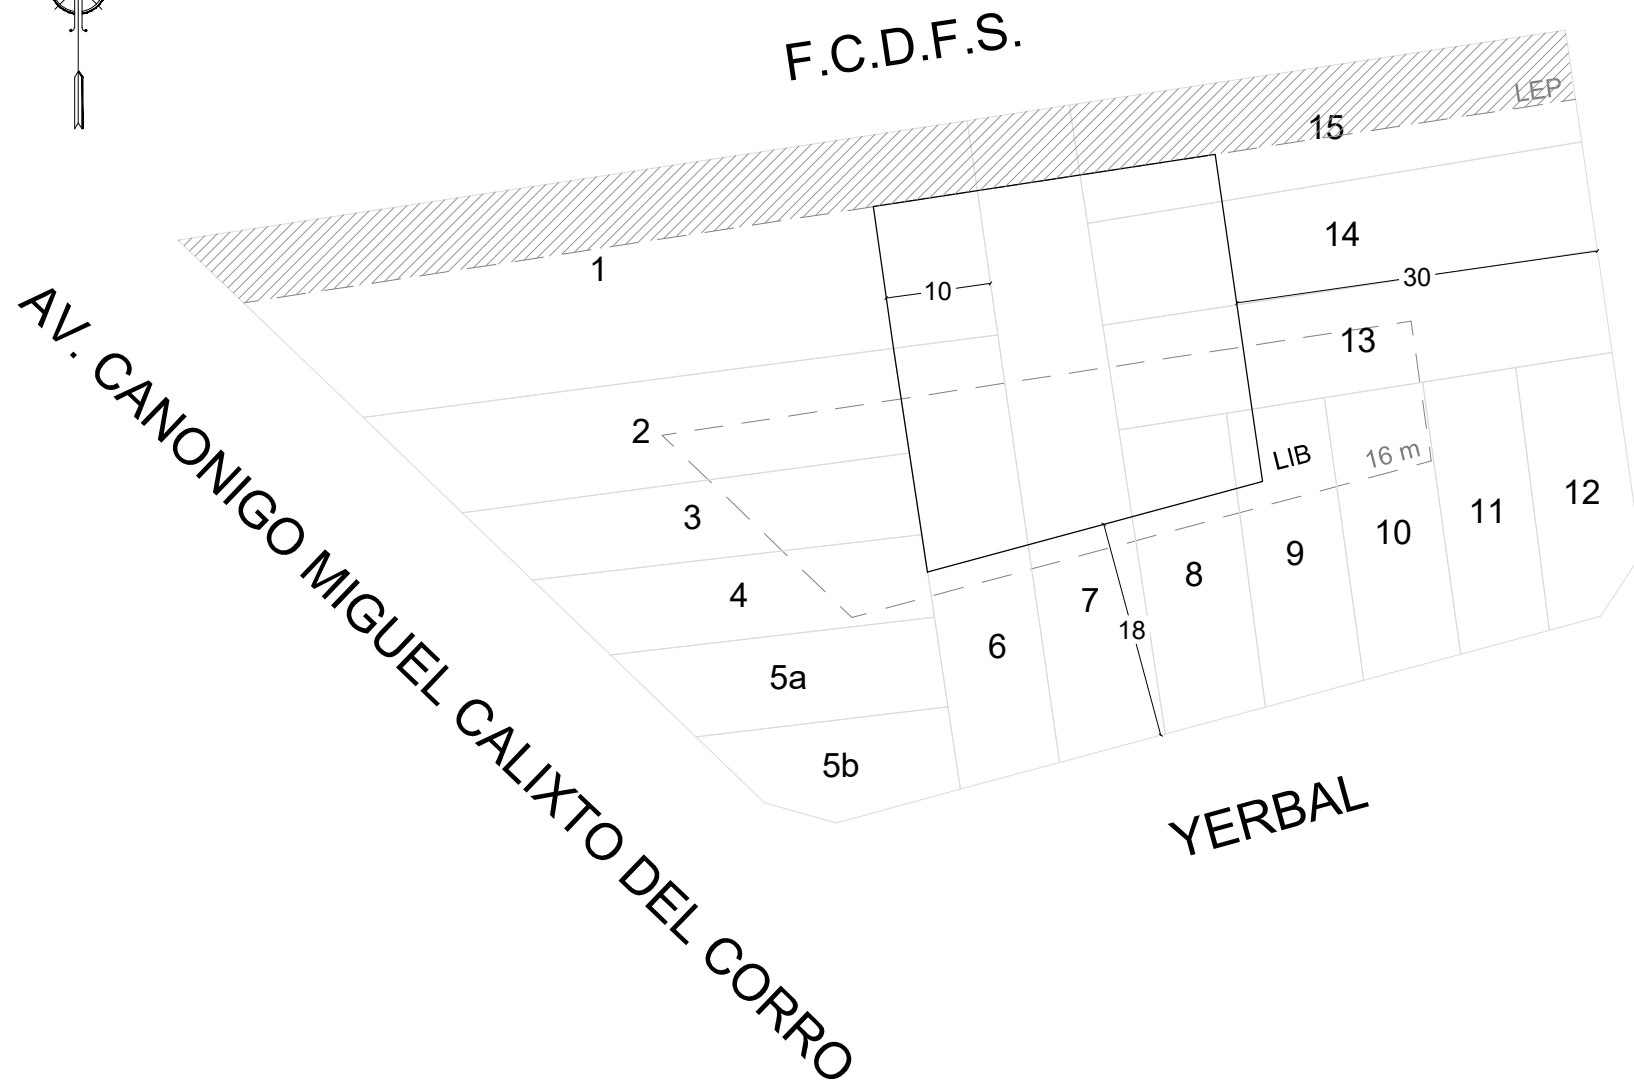 F.C.D.F.S.
LEP
15
14
1
10
30
13
2
LIB
16 m
3
12
11
10
9
8
4
7
18
6
5a
5b
AV. CANONIGO MIGUEL CALIXTO DEL CORRO
YERBAL